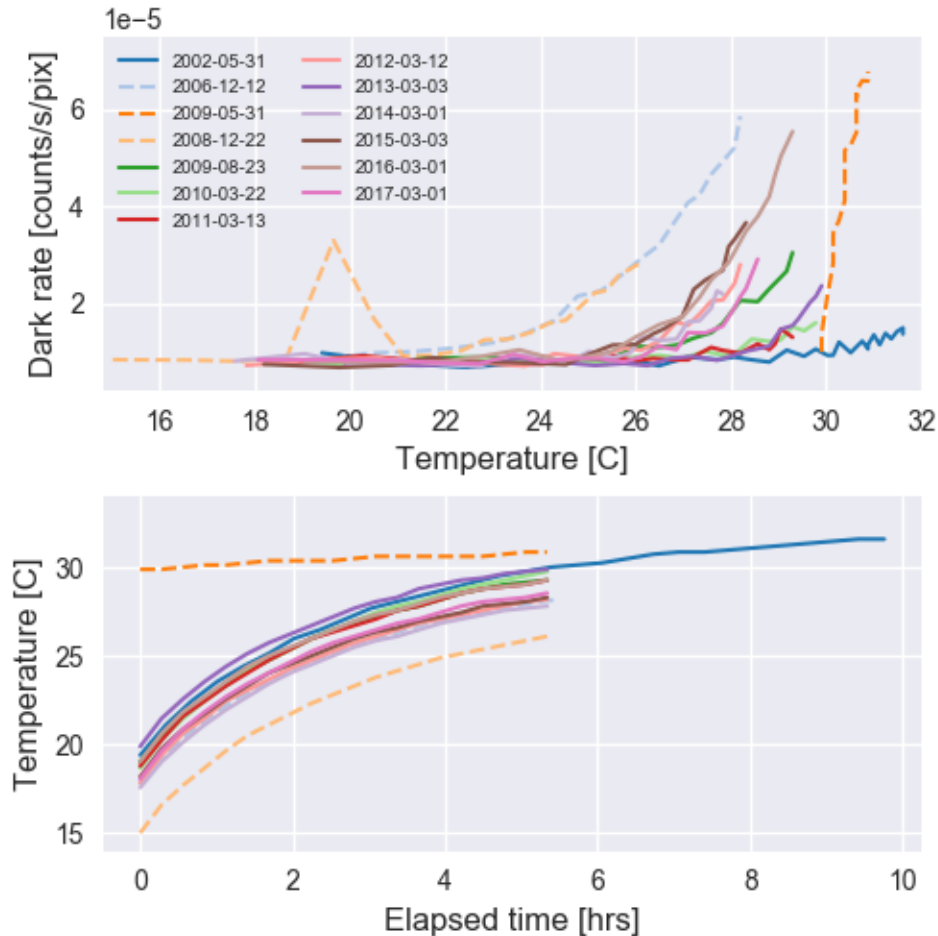 1e−5
Dark rate [counts/s/pix]
6
4
2
2002-05-31
2006-12-12
2009-05-31
2008-12-22
2009-08-23
2010-03-22
2011-03-13
2012-03-12
2013-03-03
2014-03-01
2015-03-03
2016-03-01
2017-03-01
16 18 20 22 24 26 28 30 32
Temperature [C]
Temperature [C]
30
25
20
15
0 2 4 6 8 10
Elapsed time [hrs]